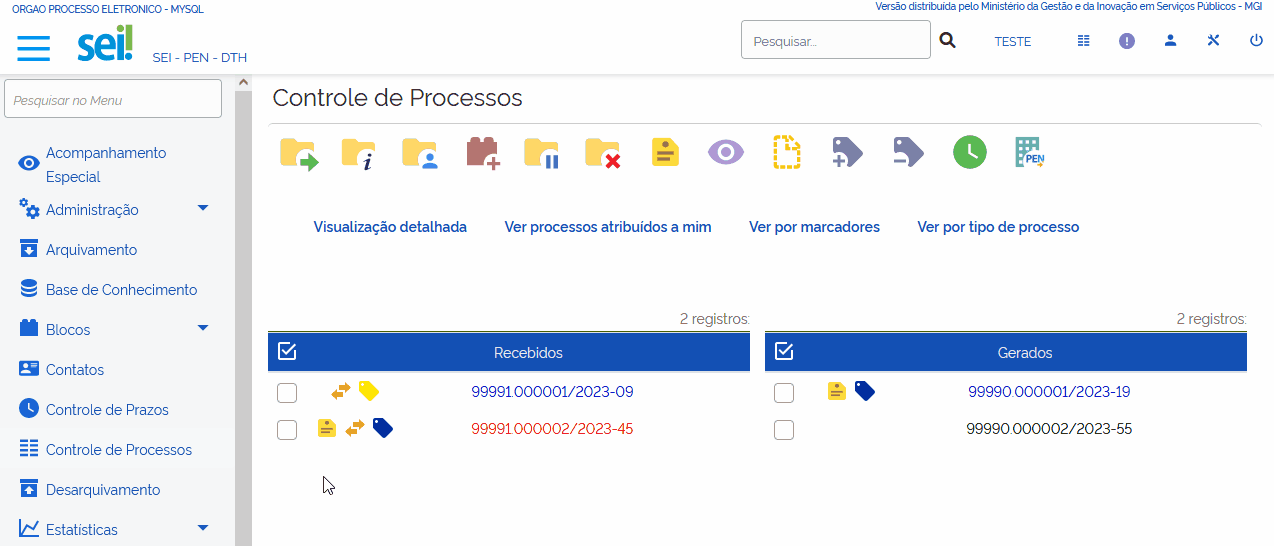 ORGAO PROCESSO ELETRONICO - MYSQL
Versão distribuída pelo Ministério da Gestão e da Inovação em Serviços Públicos - MGI
sei!
SEI - PEN - DTH
Pesquisar...
TESTE
Pesquisar no Menu
Acompanhamento
Especial
Administração
Arquivamento
Base de Conhecimento
Blocos
Contatos
Controle de Prazos
Controle de Processos
Desarquivamento
Estatísticas
Controle de Processos
PEN
Visualização detalhada
Ver processos atribuídos a mim
Ver por marcadores
Ver por tipo de processo
2 registros:
Recebidos
99991.000001/2023-09
99991.000002/2023-45
2 registros:
Gerados
99990.000001/2023-19
99990.000002/2023-55